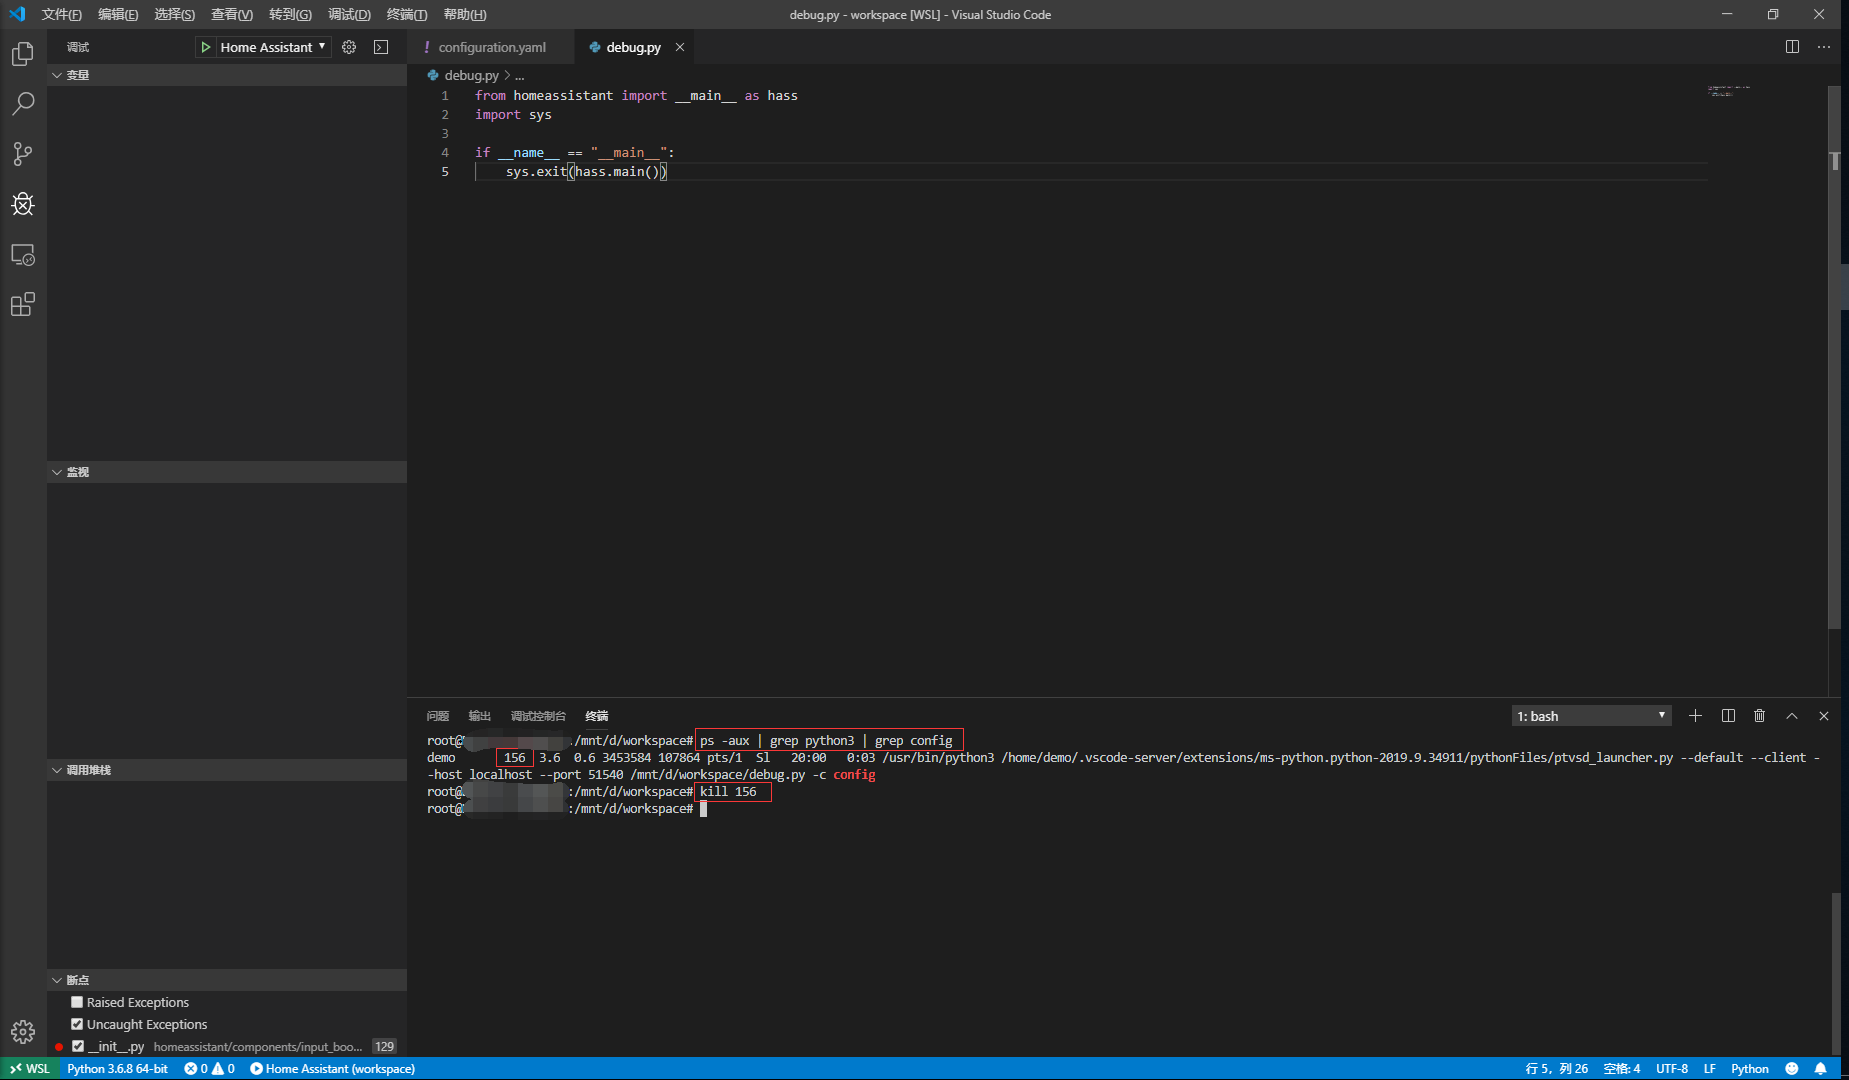 文件(F) 编辑(E) 选择(S) 查看(V) 转到(G) 调试(D) 终端(T) 帮助(H)
debug.py - workspace [WSL] - Visual Studio Code
调试
Home Assistant
configuration.yaml
debug.py
变量
debug.py > ...
1 from homeassistant import __main__ as hass
2 import sys
3
4 if __name__ == "__main__":
5 sys.exit(hass.main())
监视
调用堆栈
断点
Raised Exceptions
Uncaught Exceptions
__init__.py homeassistant/components/input_boo... 129
问题 输出 调试控制台 终端
1: bash
root@ :/mnt/d/workspace# ps -aux | grep python3 | grep config
demo 156 3.6 0.6 3453584 107864 pts/1 Sl 20:00 0:03 /usr/bin/python3 /home/demo/.vscode-server/extensions/ms-python.python-2019.9.34911/pythonFiles/ptvsd_launcher.py --default --client -
-host localhost --port 51540 /mnt/d/workspace/debug.py -c config
root@ :/mnt/d/workspace# kill 156
root@ :/mnt/d/workspace#
WSL Python 3.6.8 64-bit 0 0 Home Assistant (workspace)
行 5，列 26 空格: 4 UTF-8 LF Python